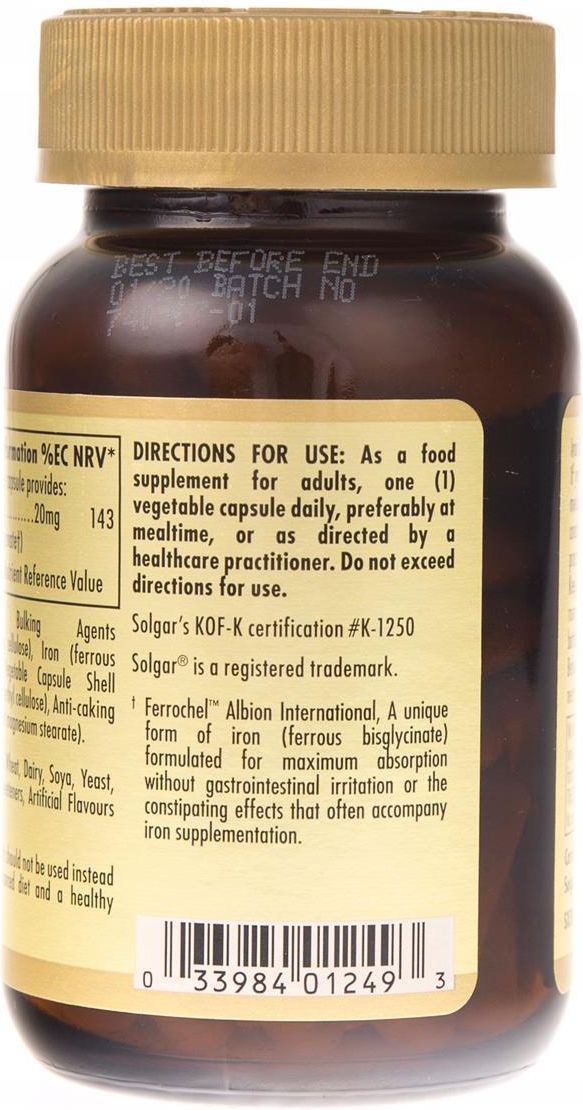 BEST BEFORE END
BATCH NO
-01
%EC NRV*
provides:
20mg 143
Reference Value
Bulking Agents
Iron (ferrous
Capsule Shell
Anti-caking
stearate).
Dairy, Soya, Yeast,
Artificial Flavours
should not be used instead
diet and a healthy
DIRECTIONS FOR USE: As a food
supplement for adults, one (1)
vegetable capsule daily, preferably at
mealtime, or as directed by a
healthcare practitioner. Do not exceed
directions for use.
Solgar's KOF-K certification #K-1250
Solgar® is a registered trademark.
† Ferrochel™ Albion International, A unique
form of iron (ferrous bisglycinate)
formulated for maximum absorption
without gastrointestinal irritation or the
constipating effects that often accompany
iron supplementation.
0 33984 01249 3